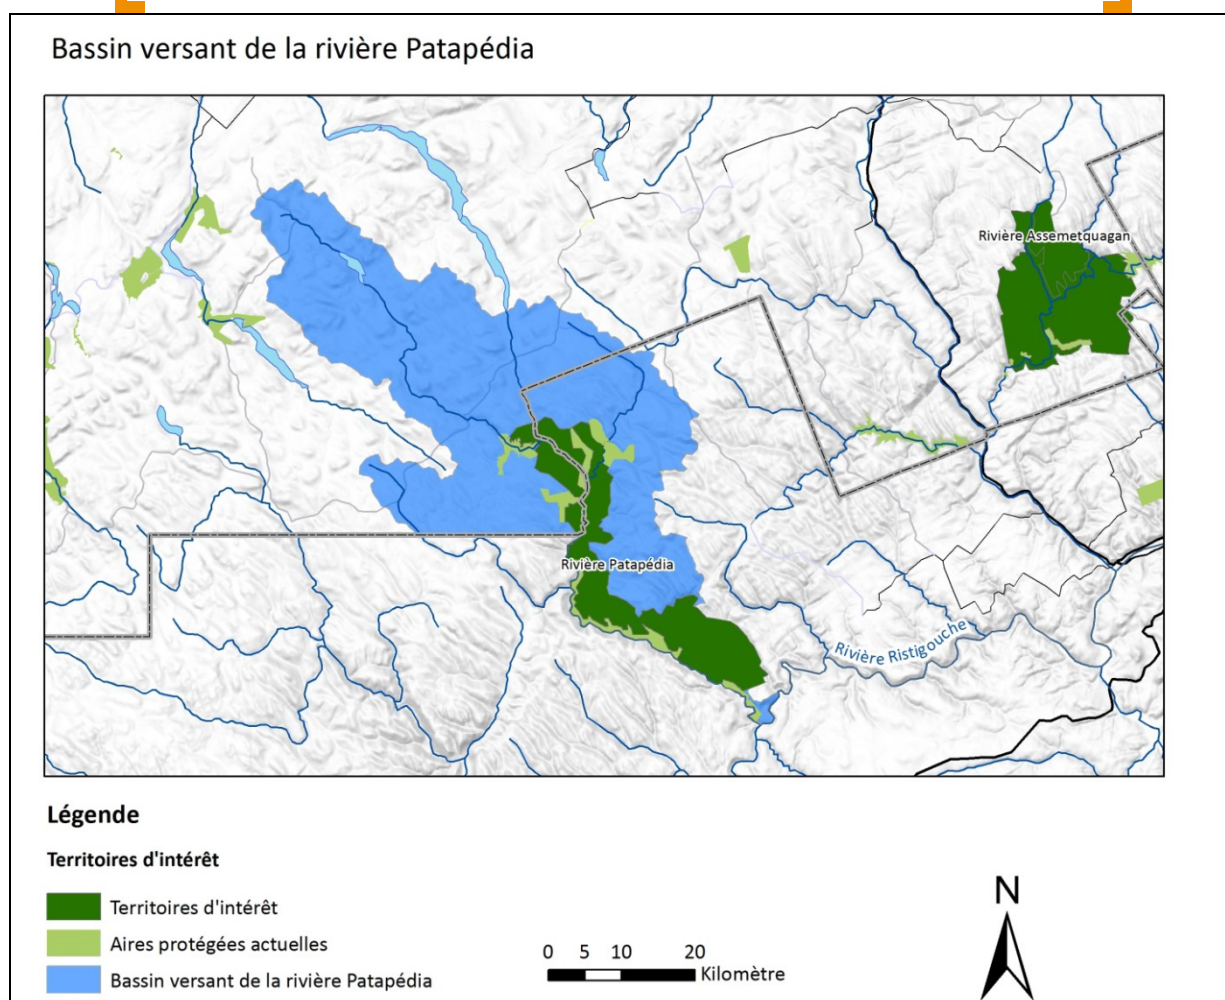 Bassin versant de la rivière Patapédia
Rivière Assemetquagan
Rivière Patapédia
Rivière Ristigouche
Légende
Territoires d'intérêt
Territoires d'intérêt
Aires protégées actuelles
Bassin versant de la rivière Patapédia
0 5 10 20
Kilomètre
N